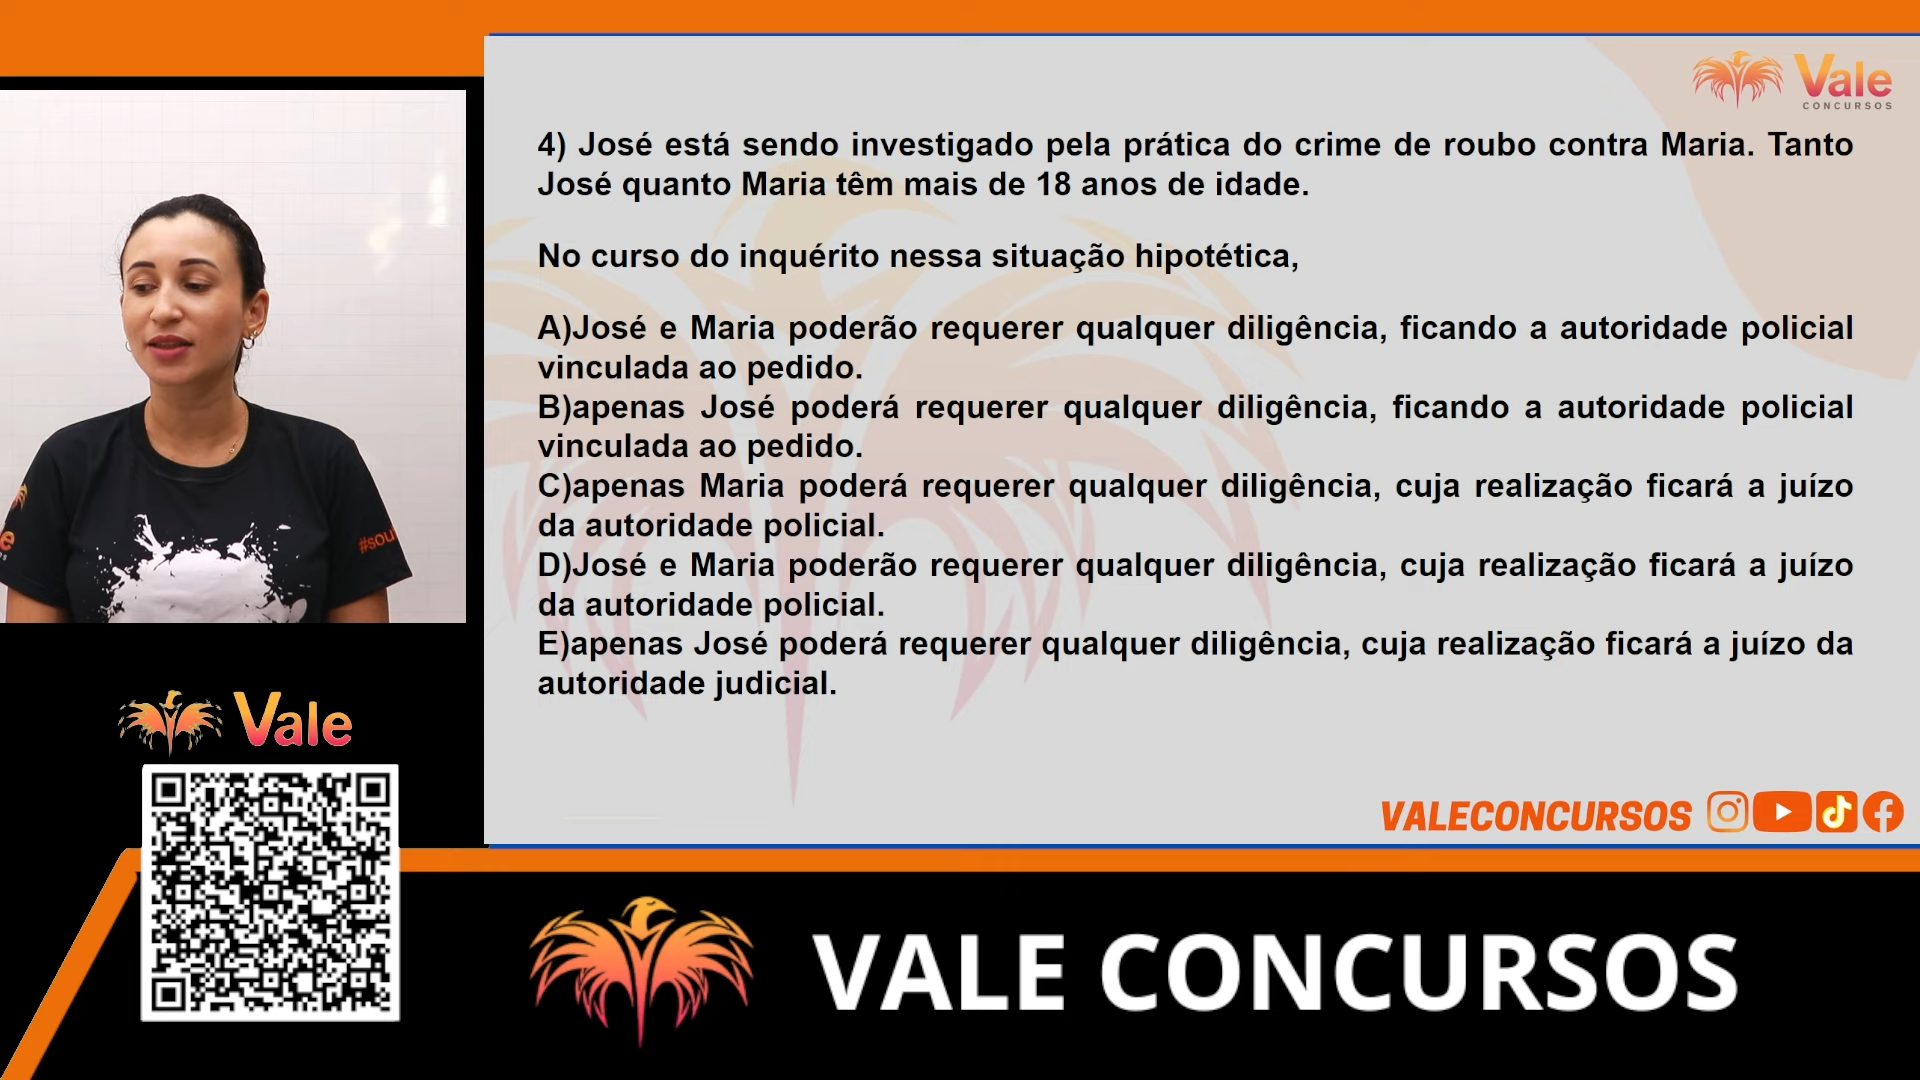 Vale
CONCURSOS
4) José está sendo investigado pela prática do crime de roubo contra Maria. Tanto
José quanto Maria têm mais de 18 anos de idade.
No curso do inquérito nessa situação hipotética,
A)José e Maria poderão requerer qualquer diligência, ficando a autoridade policial
vinculada ao pedido.
B)apenas José poderá requerer qualquer diligência, ficando a autoridade policial
vinculada ao pedido.
C)apenas Maria poderá requerer qualquer diligência, cuja realização ficará a juízo
da autoridade policial.
D)José e Maria poderão requerer qualquer diligência, cuja realização ficará a juízo
da autoridade policial.
E)apenas José poderá requerer qualquer diligência, cuja realização ficará a juízo da
autoridade judicial.
#sou
Vale
VALECONCURSOS
VALE CONCURSOS